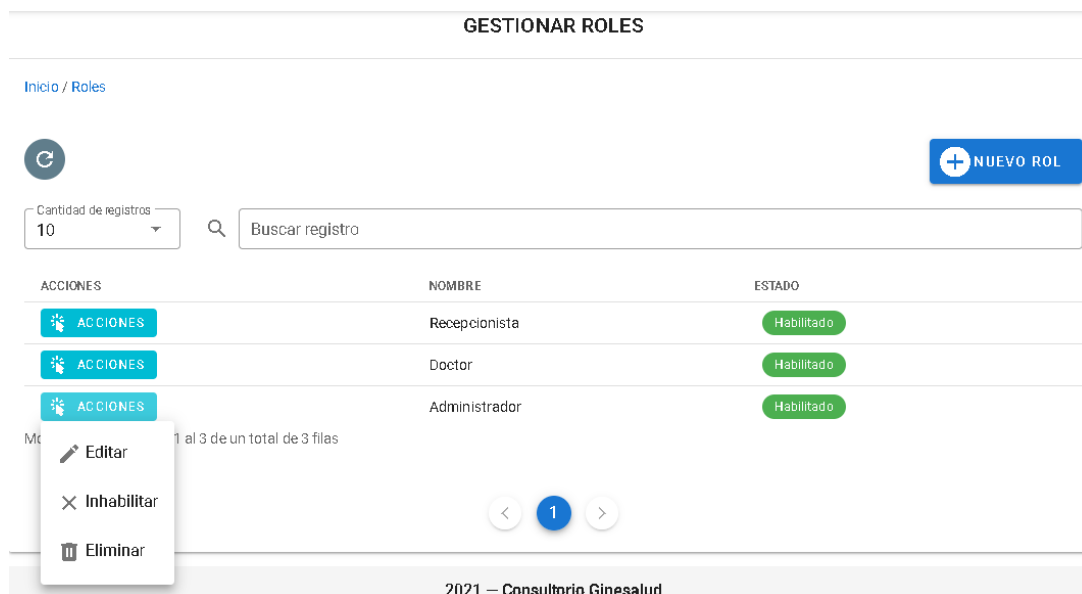 GESTIONAR ROLES
Inicio / Roles
NUEVO ROL
Cantidad de registros
10
Buscar registro
ACCIONES NOMBRE ESTADO
ACCIONES Recepcionista Habilitado
ACCIONES Doctor Habilitado
ACCIONES Administrador Habilitado
1 al 3 de un total de 3 filas
Editar
Inhabilitar
Eliminar
1
2021 — Consultorio Ginesalud